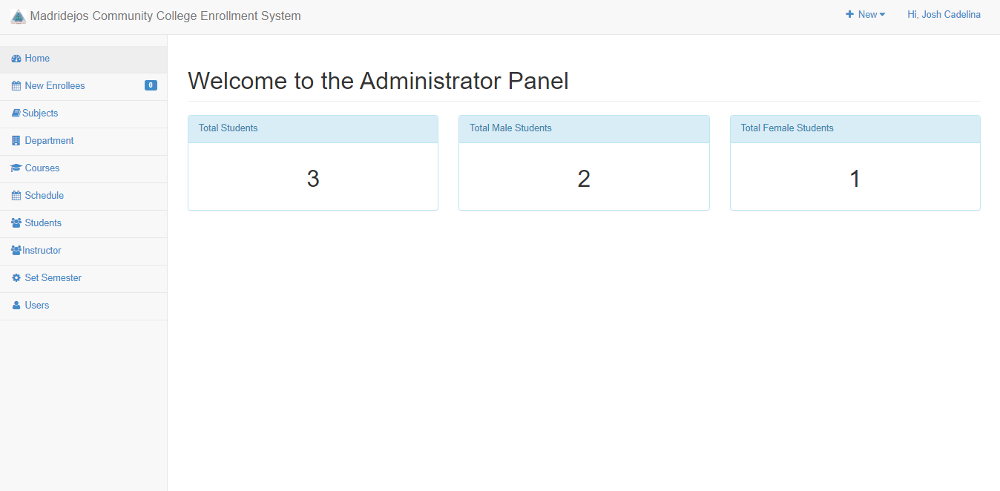 Madridejos Community College Enrollment System
New
Hi, Josh Cadelina
Home
New Enrollees 0
Subjects
Department
Courses
Schedule
Students
Instructor
Set Semester
Users
Welcome to the Administrator Panel
Total Students
3
Total Male Students
2
Total Female Students
1